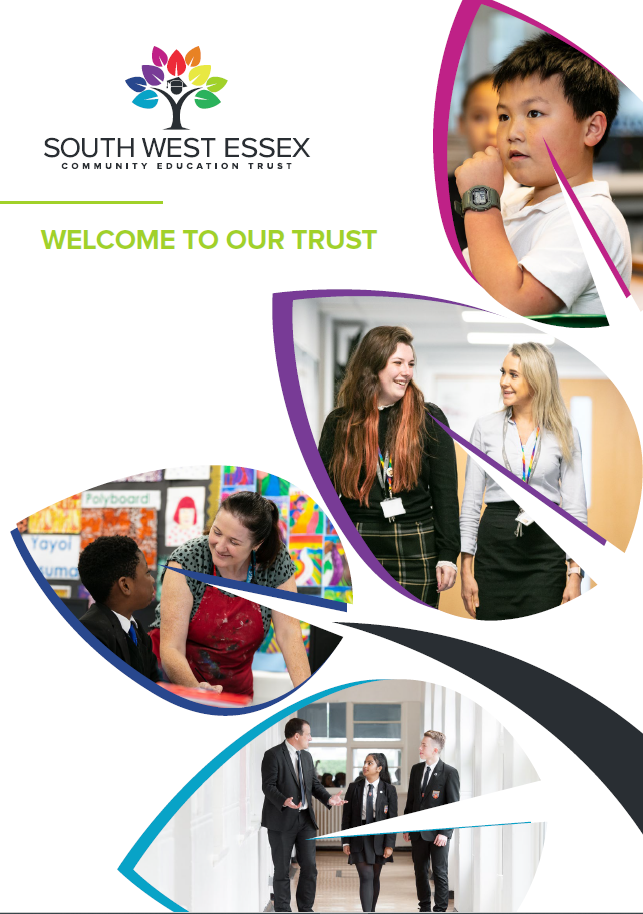 SOUTH WEST ESSEX
COMMUNITY EDUCATION TRUST
WELCOME TO OUR TRUST
Polyboard
Yayoi